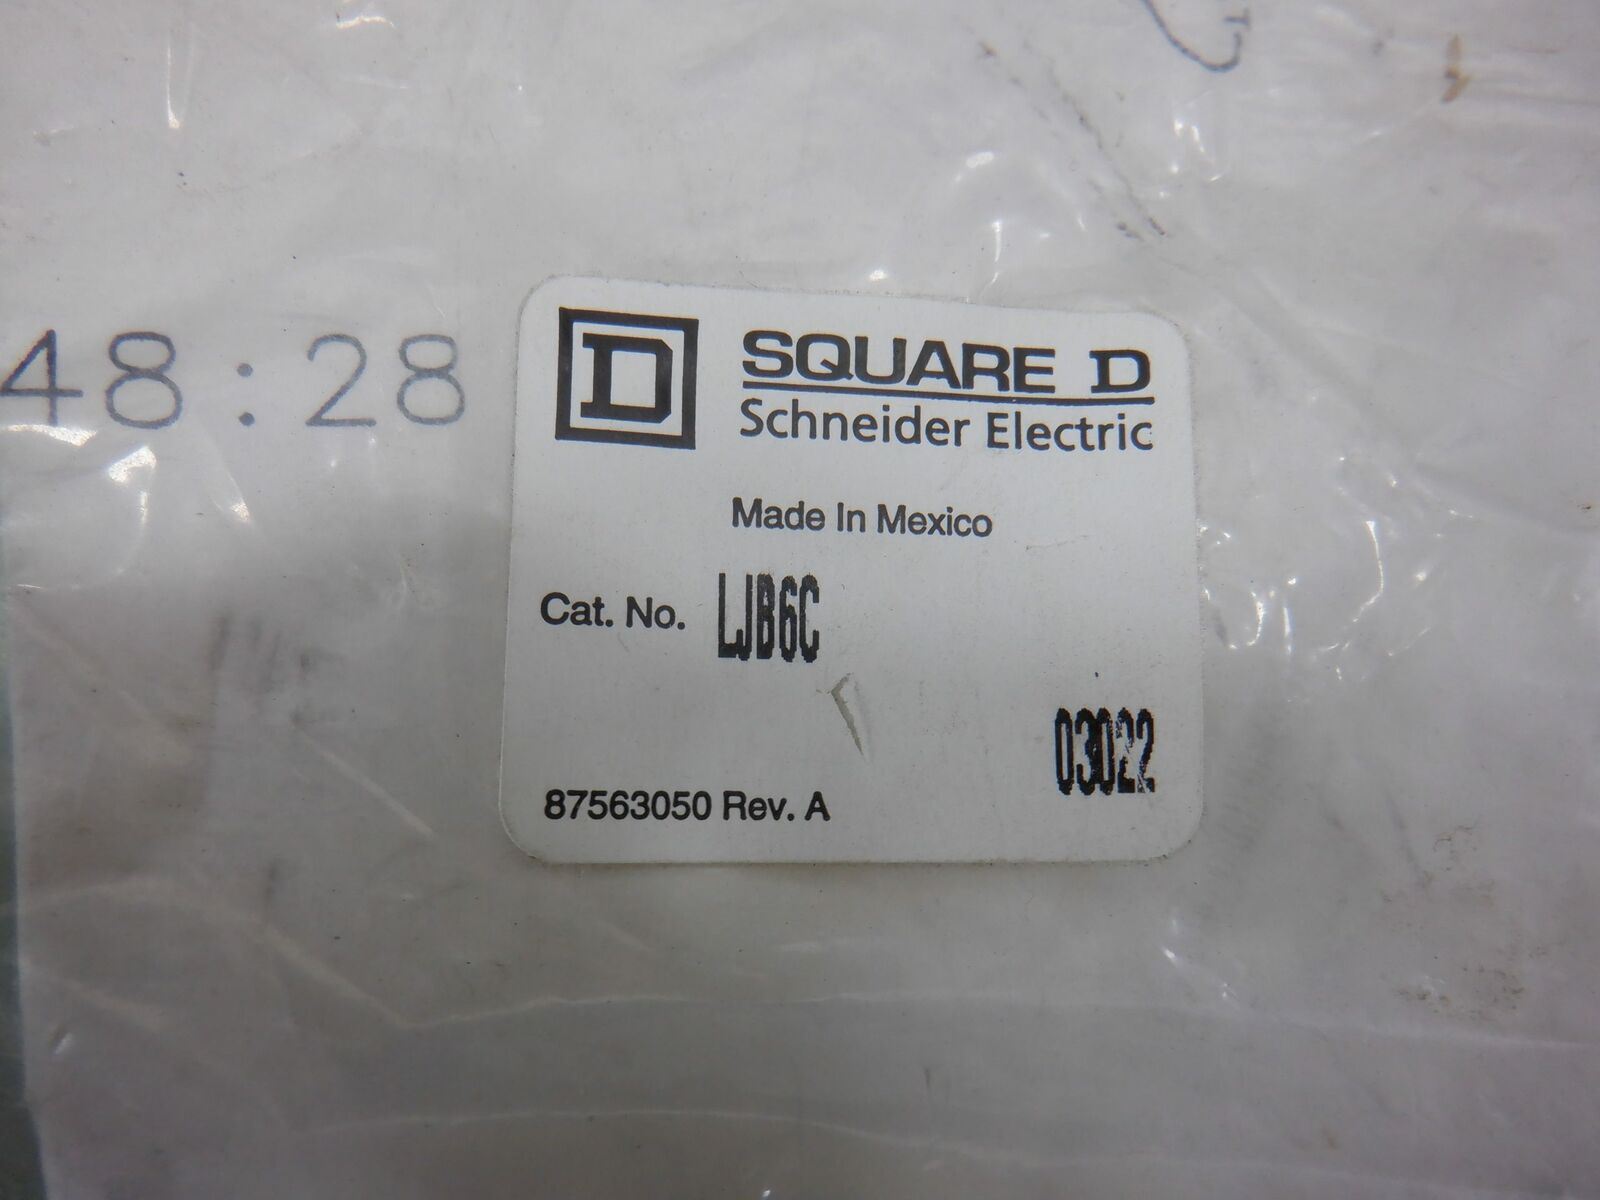 48:28
D SQUARE D
Schneider Electric
Made In Mexico
Cat. No. LJB6C
03022
87563050 Rev. A